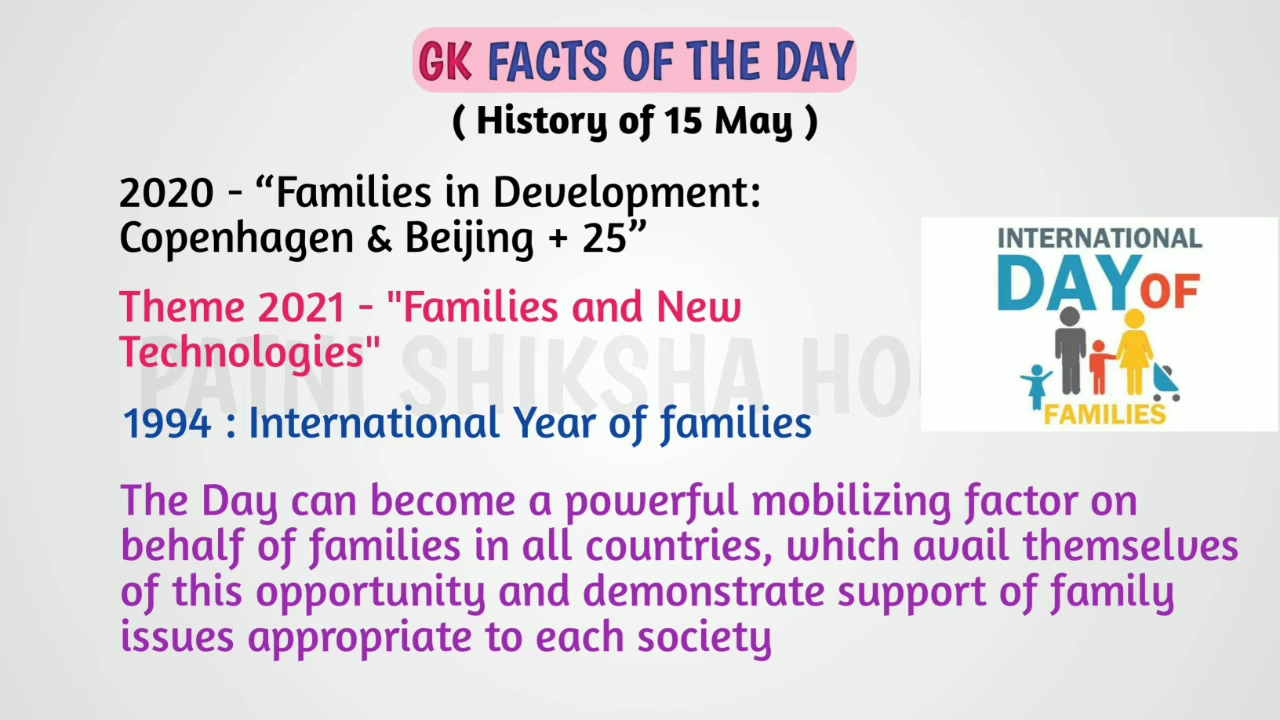 GK FACTS OF THE DAY
( History of 15 May )
2020 - “Families in Development:
Copenhagen & Beijing + 25”
Theme 2021 - "Families and New
Technologies"
PATNI SHIKSHA
1994 : International Year of families
The Day can become a powerful mobilizing factor on
behalf of families in all countries, which avail themselves
of this opportunity and demonstrate support of family
issues appropriate to each society
INTERNATIONAL
DAY OF
FAMILIES